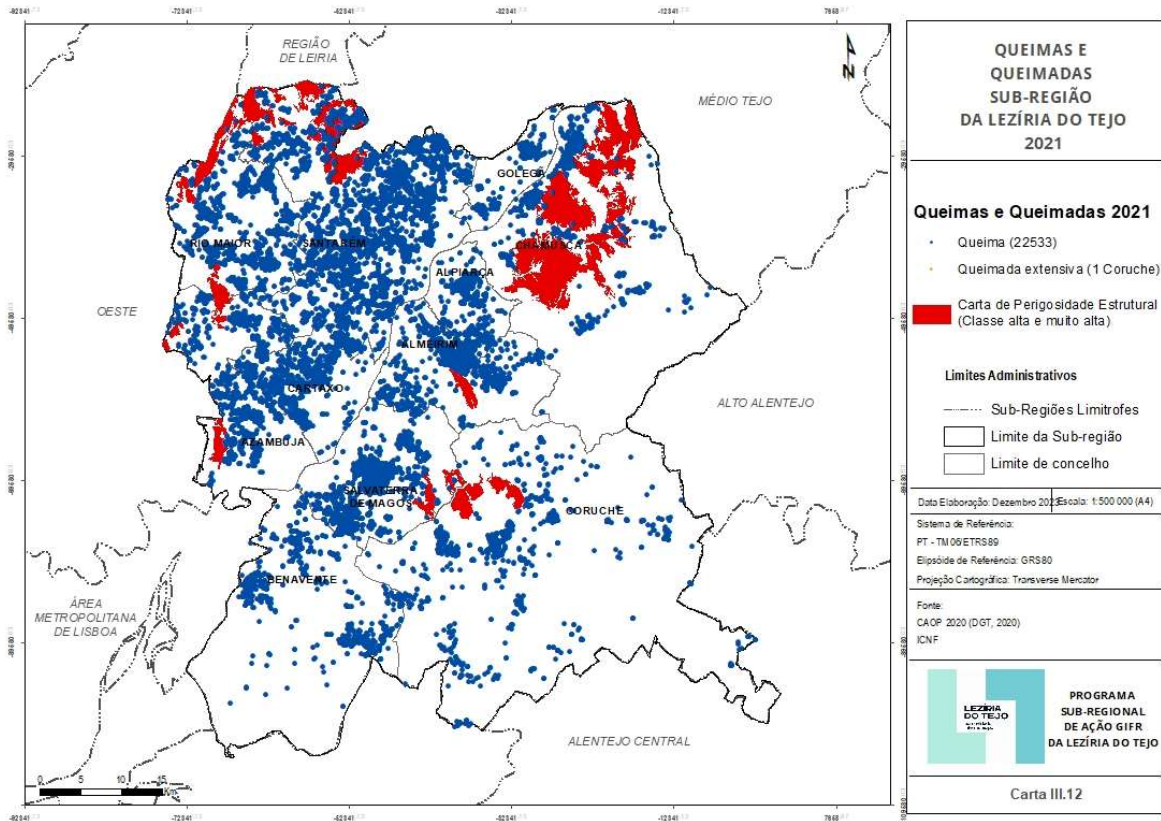 REGIÃO
DE LEIRIA
MÉDIO TEJO
GOLEGÃ
RIO MAIOR
SANTARÉM
CHAMUSCA
ALPIARÇA
OESTE
ALMEIRIM
CARTAXO
ALTO ALENTEJO
AZAMBUJA
SALVATERRA
DE MAGOS
CORUCHE
BENAVENTE
ÁREA
METROPOLITANA
DE LISBOA
ALENTEJO CENTRAL
0 5 10 15
Km
N
QUEIMAS E
QUEIMADAS
SUB-REGIÃO
DA LEZÍRIA DO TEJO
2021
Queimas e Queimadas 2021
Queima (22533)
Queimada extensiva (1 Coruche)
Carta de Perigosidade Estrutural
(Classe alta e muito alta)
Limites Administrativos
Sub-Regiões Limitrofes
Limite da Sub-região
Limite de concelho
Data Elaboração: Dezembro Escala: 1:500 000 (A4)
Sistema de Referência:
PT - TM06/ETRS89
Elipsóide de Referência: GRS80
Projeção Cartográfica: Transverse Mercator
Fonte:
CAOP 2020 (DGT, 2020)
ICNF
LEZÍRIA
DO TEJO
PROGRAMA
SUB-REGIONAL
DE AÇÃO GIFR
DA LEZÍRIA DO TEJO
Carta III.12